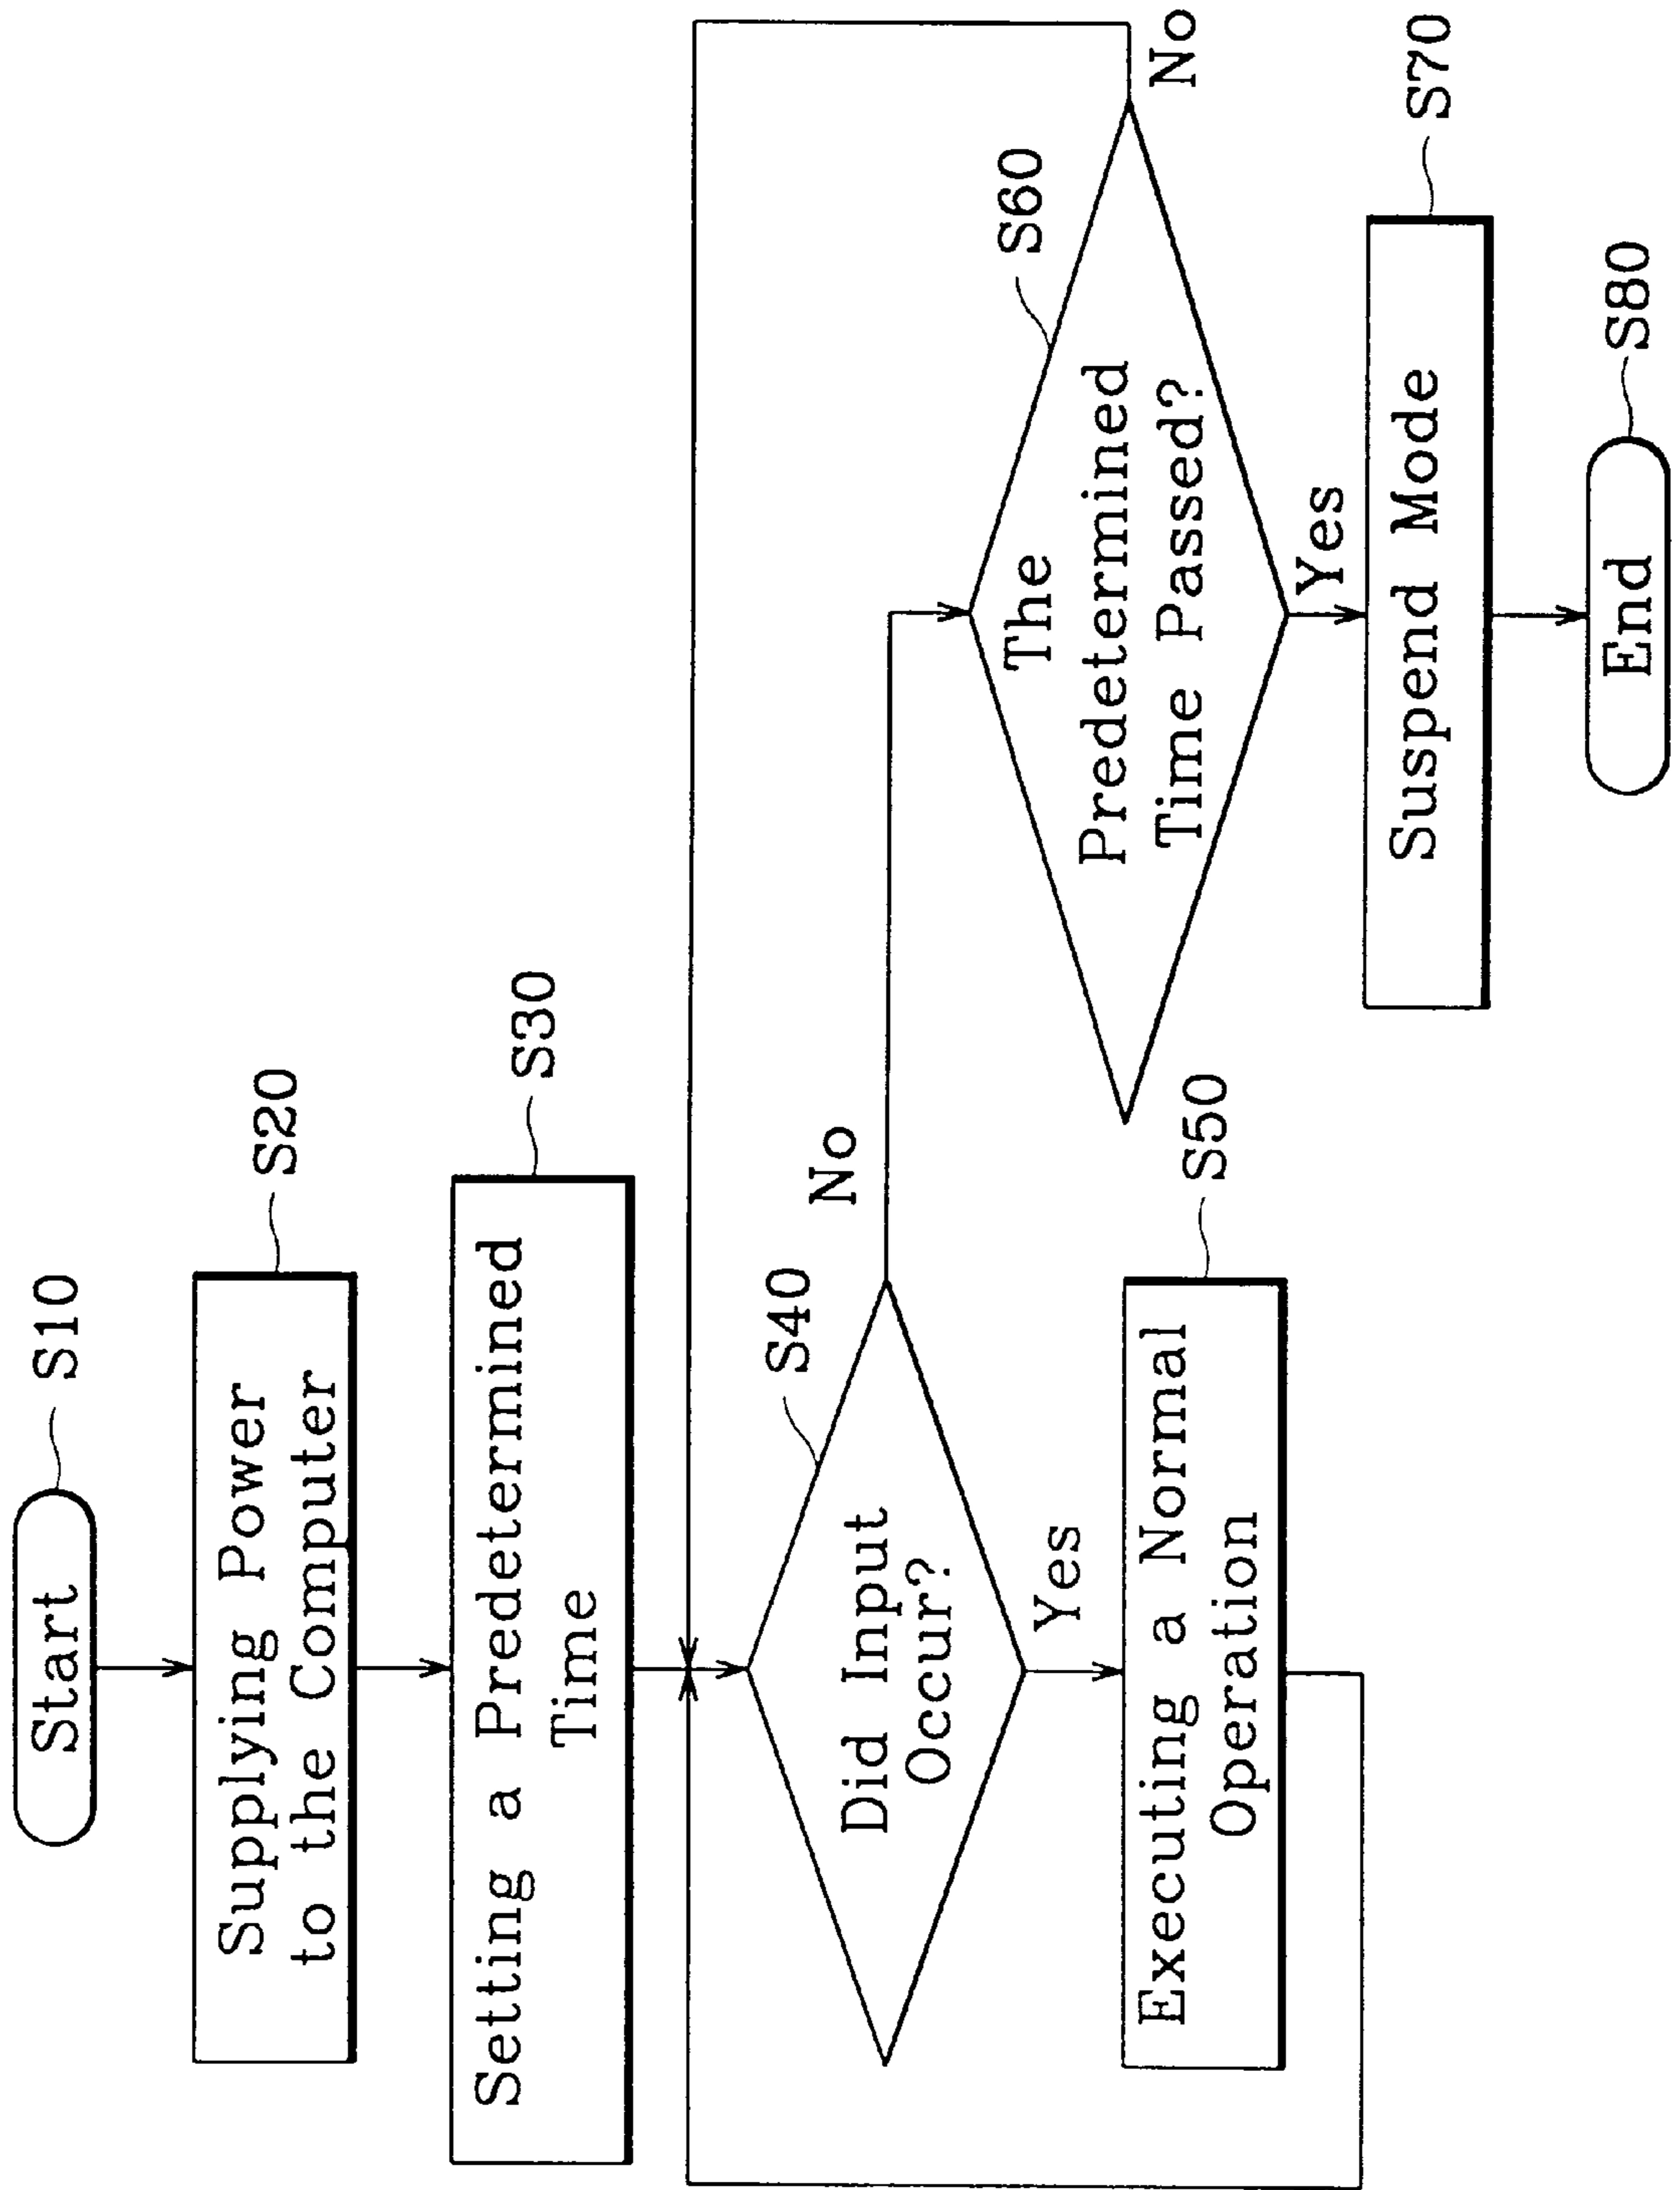 Start
S10
Supplying Power
to the Computer
S20
Setting a Predetermined
Time
S30
Did Input
Occur?
S40
No
Yes
Executing a Normal
Operation
S50
The
Predetermined
Time Passed?
S60
No
Yes
Suspend Mode
S70
End
S80